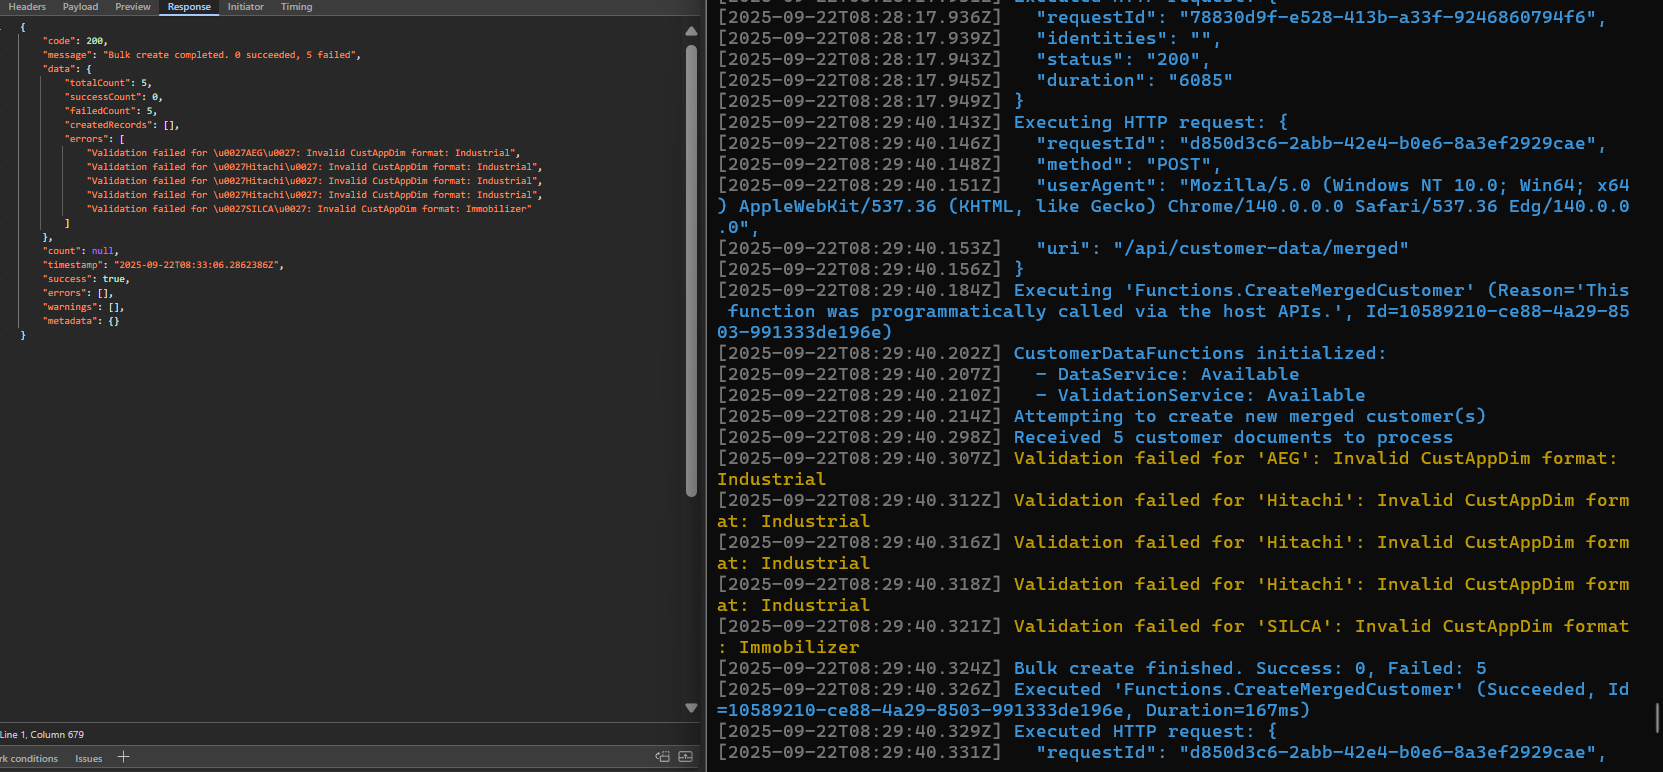 Headers Payload Preview Response Initiator Timing
{
"code": 200,
"message": "Bulk create completed. 0 succeeded, 5 failed",
"data": {
"totalCount": 5,
"successCount": 0,
"failedCount": 5,
"createdRecords": [],
"errors": [
"Validation failed for \u0027AEG\u0027: Invalid CustAppDim format: Industrial",
"Validation failed for \u0027Hitachi\u0027: Invalid CustAppDim format: Industrial",
"Validation failed for \u0027Hitachi\u0027: Invalid CustAppDim format: Industrial",
"Validation failed for \u0027Hitachi\u0027: Invalid CustAppDim format: Industrial",
"Validation failed for \u0027SILCA\u0027: Invalid CustAppDim format: Immobilizer"
]
},
"count": null,
"timestamp": "2025-09-22T08:33:06.2862386Z",
"success": true,
"errors": [],
"warnings": [],
"metadata": {}
}
Line 1, Column 679
rk conditions Issues
[2025-09-22T08:28:17.936Z]   "requestId": "78830d9f-e528-413b-a33f-9246860794f6",
[2025-09-22T08:28:17.939Z]   "identities": "",
[2025-09-22T08:28:17.943Z]   "status": "200",
[2025-09-22T08:28:17.945Z]   "duration": "6085"
[2025-09-22T08:28:17.949Z] }
[2025-09-22T08:29:40.143Z] Executing HTTP request: {
[2025-09-22T08:29:40.146Z]   "requestId": "d850d3c6-2abb-42e4-b0e6-8a3ef2929cae",
[2025-09-22T08:29:40.148Z]   "method": "POST",
[2025-09-22T08:29:40.151Z]   "userAgent": "Mozilla/5.0 (Windows NT 10.0; Win64; x64
) AppleWebKit/537.36 (KHTML, like Gecko) Chrome/140.0.0.0 Safari/537.36 Edg/140.0.0
.0",
[2025-09-22T08:29:40.153Z]   "uri": "/api/customer-data/merged"
[2025-09-22T08:29:40.156Z] }
[2025-09-22T08:29:40.184Z] Executing 'Functions.CreateMergedCustomer' (Reason='This
function was programmatically called via the host APIs.', Id=10589210-ce88-4a29-85
03-991333de196e)
[2025-09-22T08:29:40.202Z] CustomerDataFunctions initialized:
[2025-09-22T08:29:40.207Z]   - DataService: Available
[2025-09-22T08:29:40.210Z]   - ValidationService: Available
[2025-09-22T08:29:40.214Z] Attempting to create new merged customer(s)
[2025-09-22T08:29:40.298Z] Received 5 customer documents to process
[2025-09-22T08:29:40.307Z] Validation failed for 'AEG': Invalid CustAppDim format:
Industrial
[2025-09-22T08:29:40.312Z] Validation failed for 'Hitachi': Invalid CustAppDim form
at: Industrial
[2025-09-22T08:29:40.316Z] Validation failed for 'Hitachi': Invalid CustAppDim form
at: Industrial
[2025-09-22T08:29:40.318Z] Validation failed for 'Hitachi': Invalid CustAppDim form
at: Industrial
[2025-09-22T08:29:40.321Z] Validation failed for 'SILCA': Invalid CustAppDim format
: Immobilizer
[2025-09-22T08:29:40.324Z] Bulk create finished. Success: 0, Failed: 5
[2025-09-22T08:29:40.326Z] Executed 'Functions.CreateMergedCustomer' (Succeeded, Id
=10589210-ce88-4a29-8503-991333de196e, Duration=167ms)
[2025-09-22T08:29:40.329Z] Executed HTTP request: {
[2025-09-22T08:29:40.331Z]   "requestId": "d850d3c6-2abb-42e4-b0e6-8a3ef2929cae",